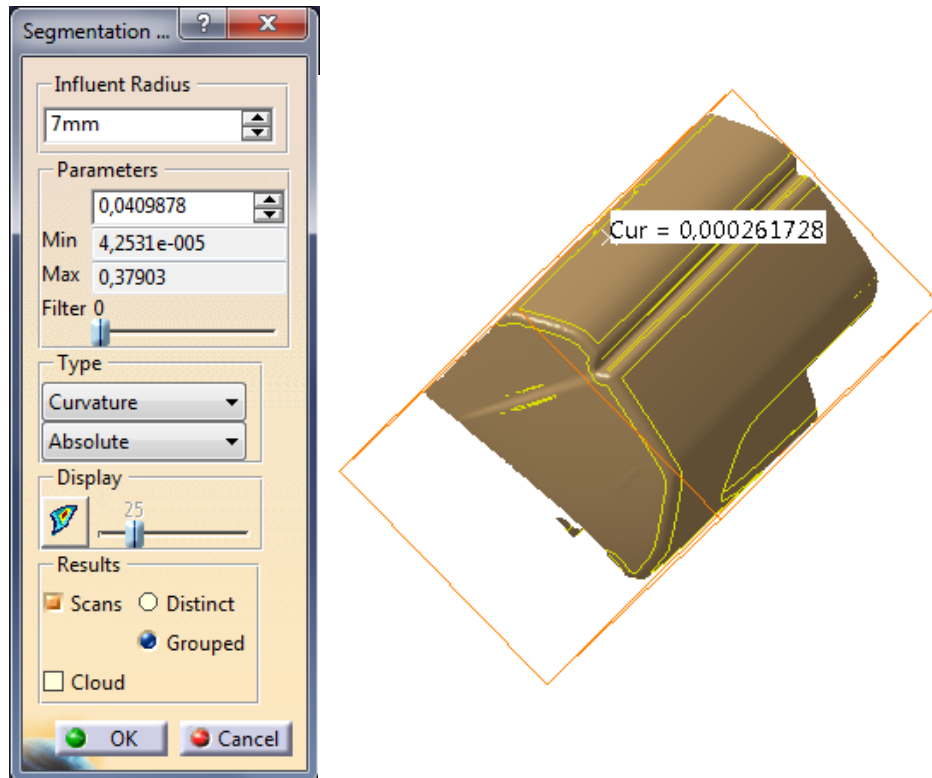 Segmentation ...
?
X
Influent Radius
7mm
Parameters
0,0409878
Min 4,2531e-005
Max 0,37903
Filter 0
Type
Curvature
Absolute
Display
25
Results
Scans Distinct
Grouped
Cloud
OK Cancel
Cur = 0,000261728